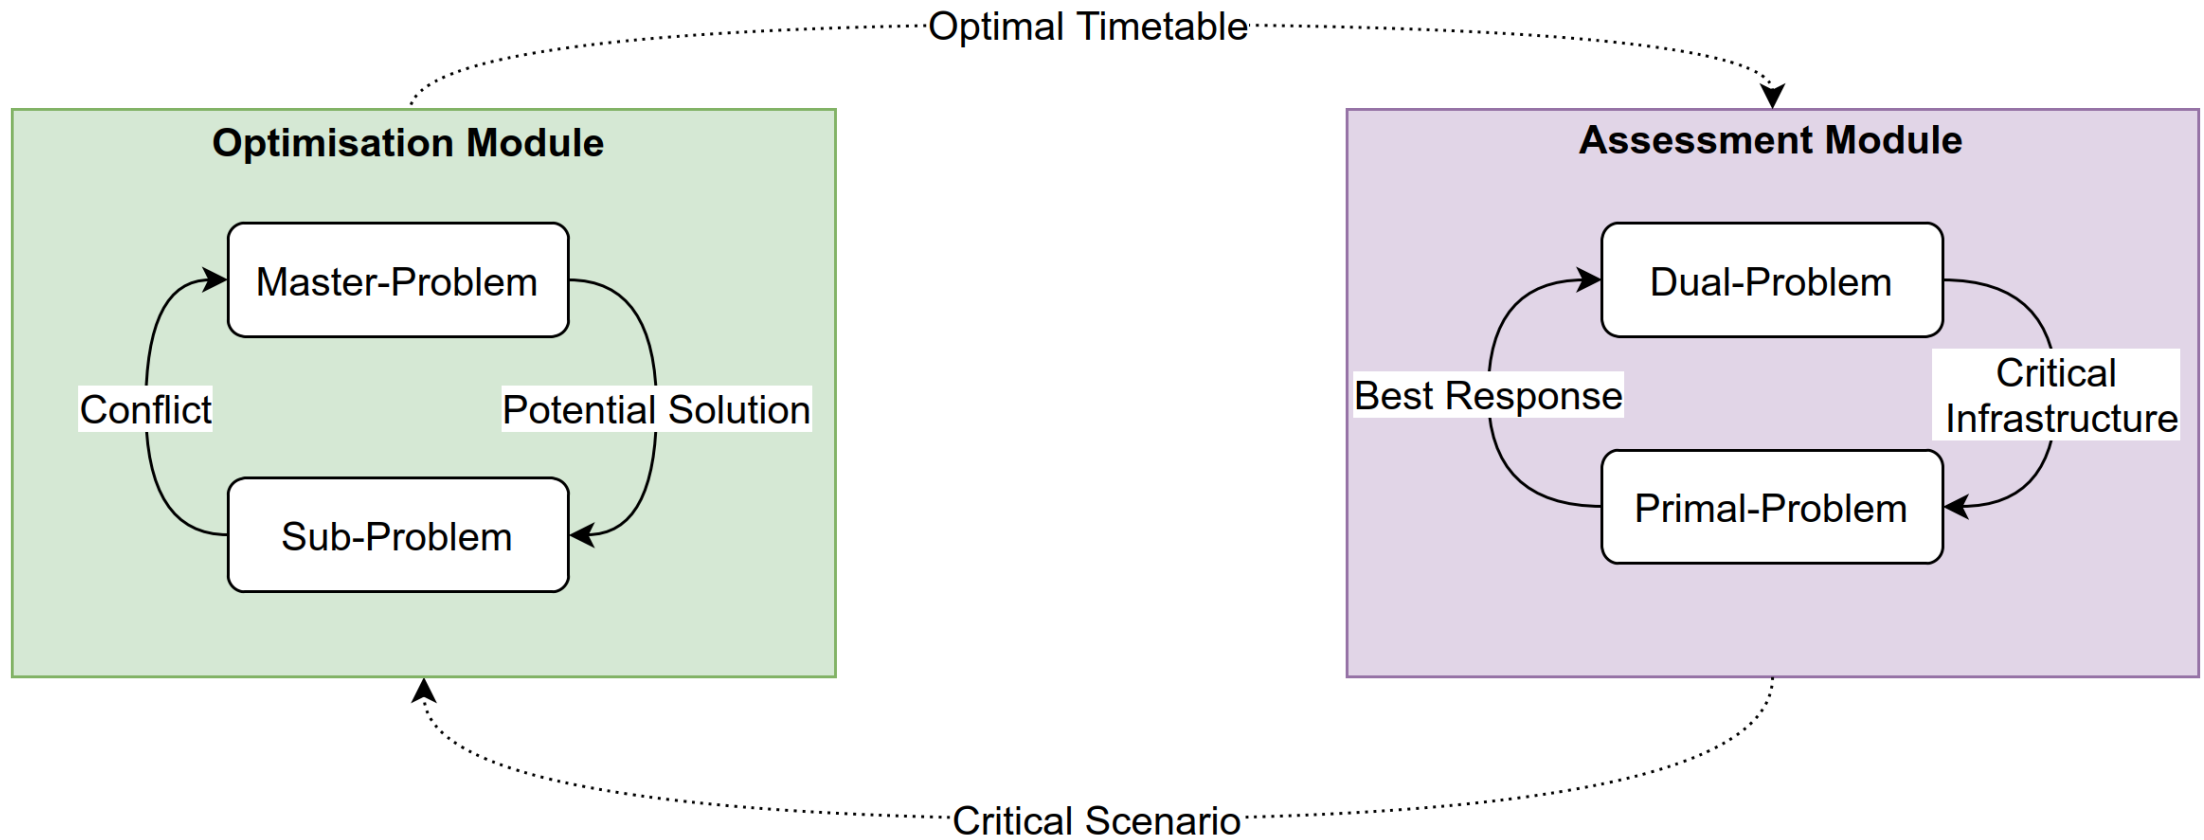 Optimal Timetable
Optimisation Module
Master-Problem
Conflict
Potential Solution
Sub-Problem
Assessment Module
Dual-Problem
Best Response
Critical
Infrastructure
Primal-Problem
Critical Scenario